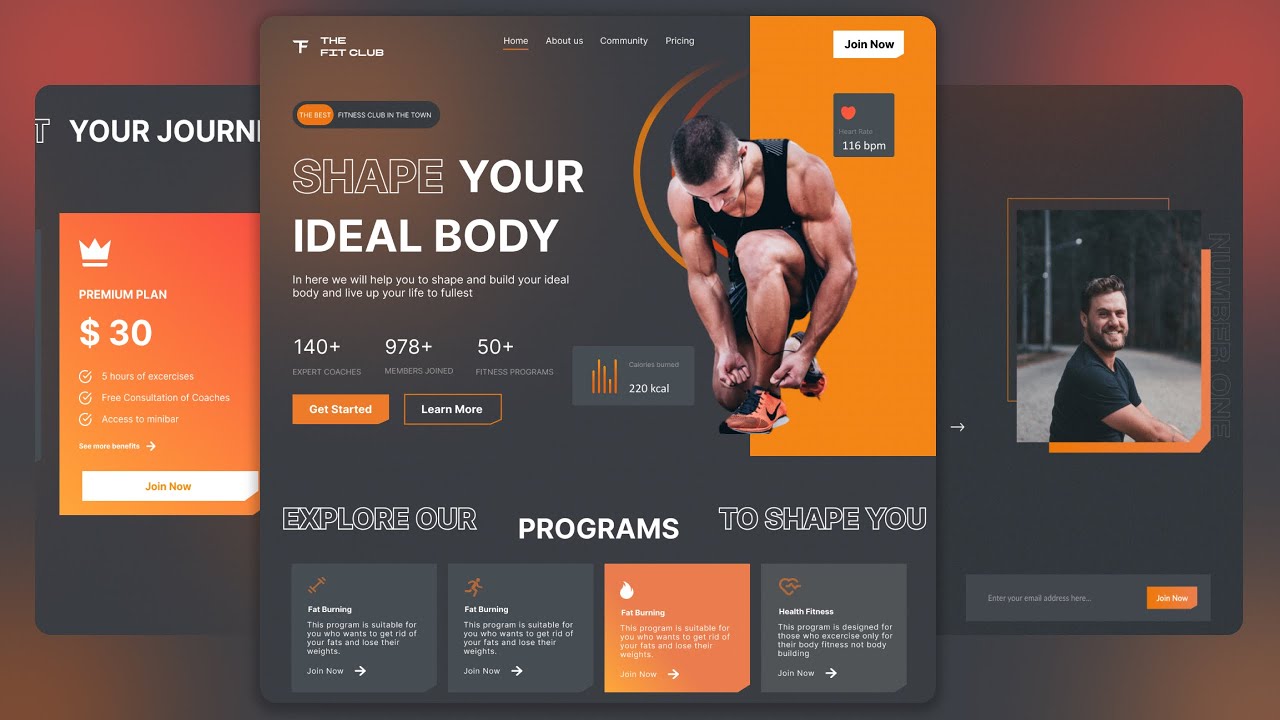 T YOUR JOURN
PREMIUM PLAN
$ 30
5 hours of excercises
Free Consultation of Coaches
Access to minibar
See more benefits
Join Now
THE
FIT CLUB
Home
About us
Community
Pricing
Join Now
THE BEST FITNESS CLUB IN THE TOWN
SHAPE YOUR
IDEAL BODY
In here we will help you to shape and build your ideal
body and live up your life to fullest
140+
EXPERT COACHES
978+
MEMBERS JOINED
50+
FITNESS PROGRAMS
Get Started
Learn More
Heart Rate
116 bpm
Calories burned
220 kcal
EXPLORE OUR
PROGRAMS
TO SHAPE YOU
Fat Burning
This program is suitable for
you who wants to get rid of
your fats and lose their
weights.
Join Now
Fat Burning
This program is suitable for
you who wants to get rid of
your fats and lose their
weights.
Join Now
Fat Burning
This program is suitable for
you who wants to get rid of
your fats and lose their
weights.
Join Now
Health Fitness
This program is designed for
those who excercise only for
their body fitness not body
building
Join Now
NUMBER ONE
Enter your email address here...
Join Now